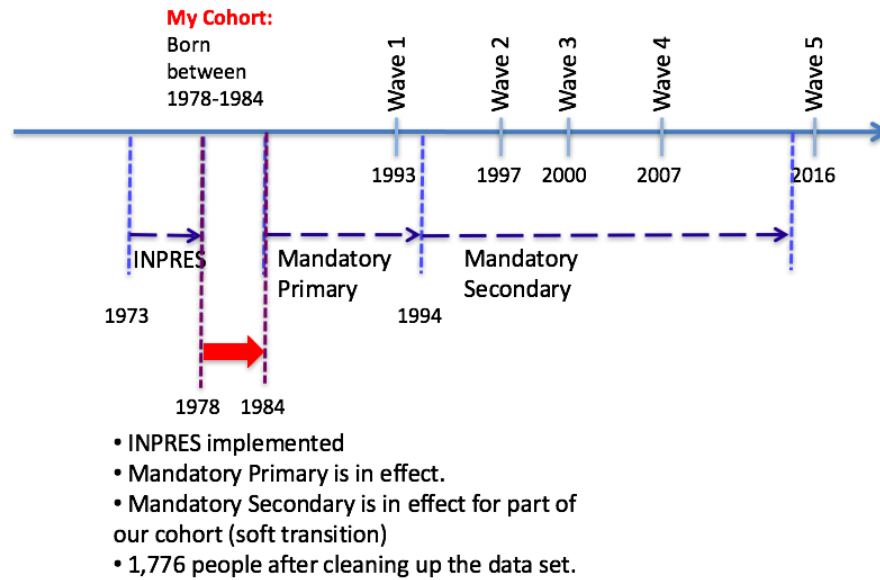 My Cohort:
Born
between
1978-1984
Wave 1
Wave 2
Wave 3
Wave 4
Wave 5
1993
1997
2000
2007
2016
INPRES
Mandatory
Primary
Mandatory
Secondary
1973
1994
1978
1984
• INPRES implemented
• Mandatory Primary is in effect.
• Mandatory Secondary is in effect for part of
our cohort (soft transition)
• 1,776 people after cleaning up the data set.